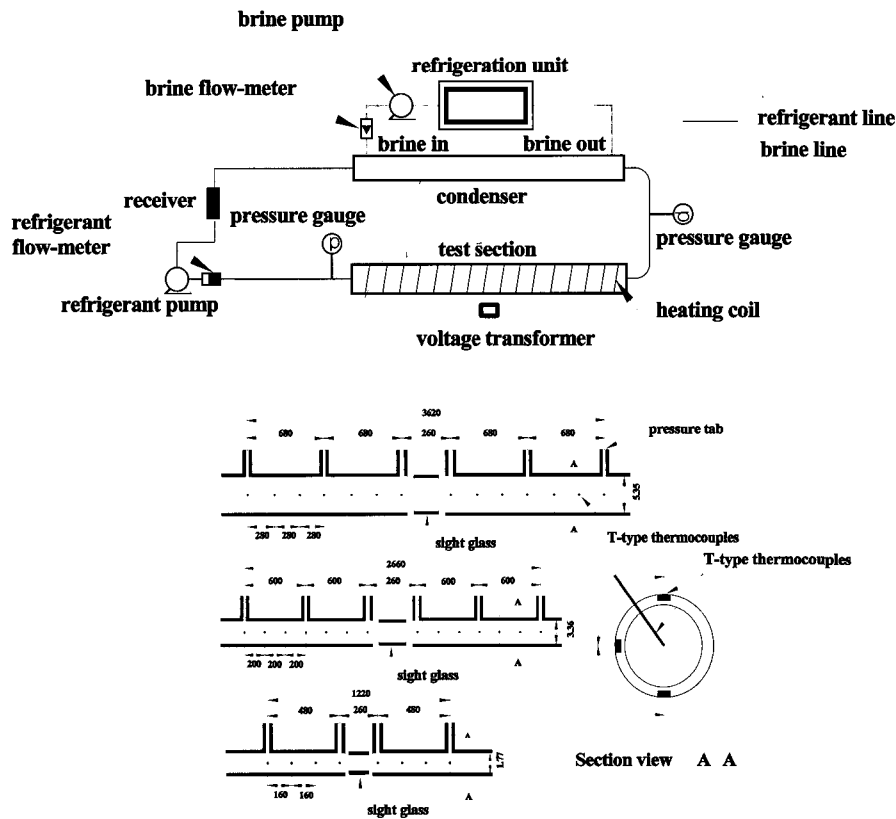 brine pump
refrigeration unit
brine flow-meter
refrigerant line
brine in
brine out
brine line
receiver
condenser
pressure gauge
refrigerant
flow-meter
p
p
pressure gauge
test section
refrigerant pump
heating coil
voltage transformer
3620
680 680 260 680 680
pressure tab
A
5.35
280 280 280
sight glass
A
T-type thermocouples
2660
600 600 260 600 600
T-type thermocouples
A
3.36
200 200 200
sight glass
A
1220
480 260 480
A
1.77
160 160
sight glass
A
Section view A A